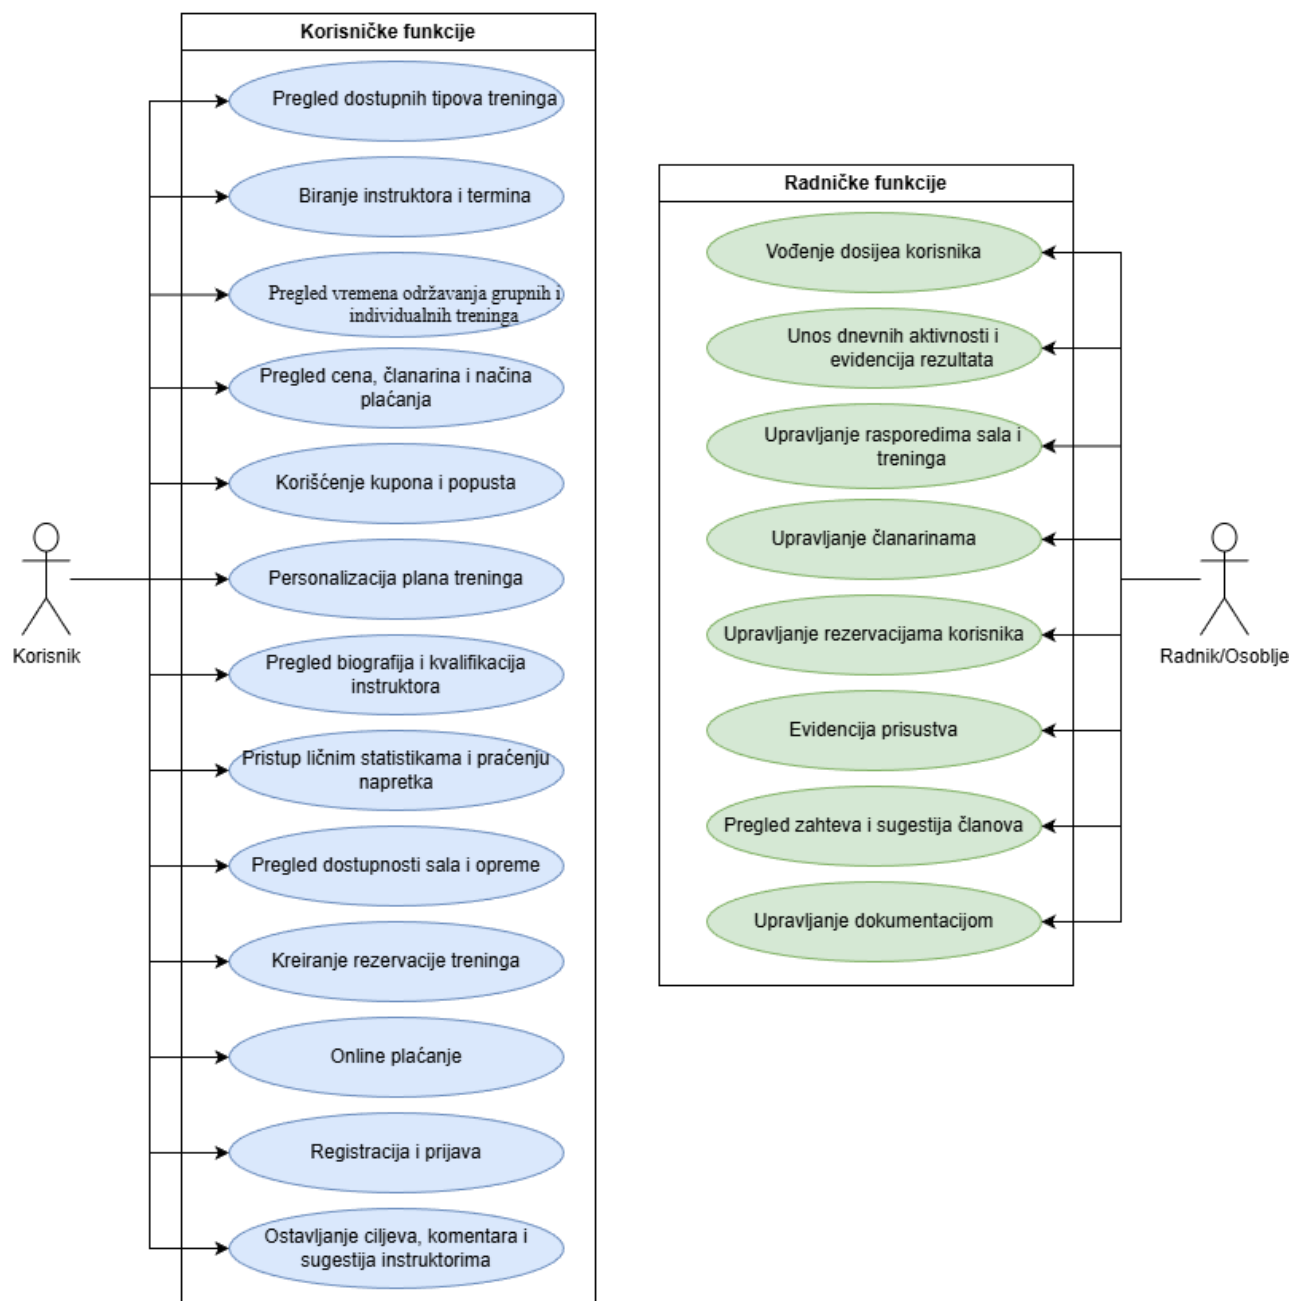 Korisničke funkcije
Pregled dostupnih tipova treninga
Biranje instruktora i termina
Pregled vremena održavanja grupnih i
individualnih treninga
Pregled cena, članarina i načina
plaćanja
Korišćenje kupona i popusta
Personalizacija plana treninga
Pregled biografija i kvalifikacija
instruktora
Pristup ličnim statistikama i praćenju
napretka
Pregled dostupnosti sala i opreme
Kreiranje rezervacije treninga
Online plaćanje
Registracija i prijava
Ostavljanje ciljeva, komentara i
sugestija instruktorima
Korisnik
Radničke funkcije
Vođenje dosijea korisnika
Unos dnevnih aktivnosti i
evidencija rezultata
Upravljanje rasporedima sala i
treninga
Upravljanje članarinama
Upravljanje rezervacijama korisnika
Evidencija prisustva
Pregled zahteva i sugestija članova
Upravljanje dokumentacijom
Radnik/Osoblje